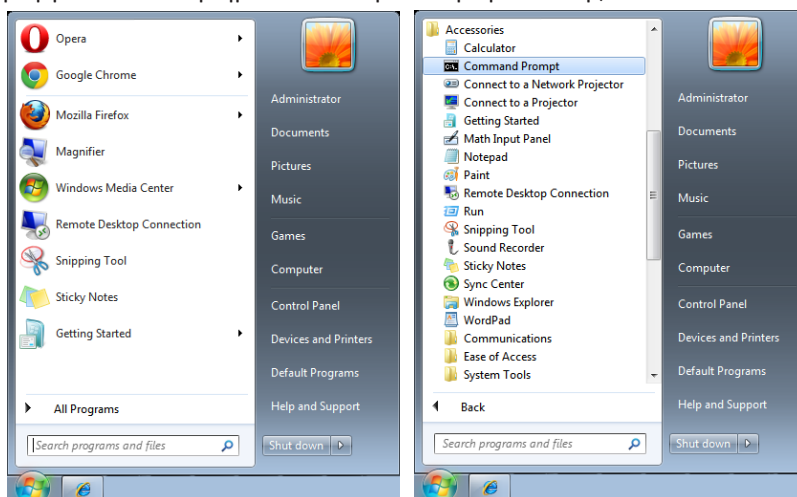 Opera
Google Chrome
Mozilla Firefox
Magnifier
Windows Media Center
Remote Desktop Connection
Snipping Tool
Sticky Notes
Getting Started
All Programs
Search programs and files
Administrator
Documents
Pictures
Music
Games
Computer
Control Panel
Devices and Printers
Default Programs
Help and Support
Shut down
Accessories
Calculator
Command Prompt
Connect to a Network Projector
Connect to a Projector
Getting Started
Math Input Panel
Notepad
Paint
Remote Desktop Connection
Run
Snipping Tool
Sound Recorder
Sticky Notes
Sync Center
Windows Explorer
WordPad
Communications
Ease of Access
System Tools
Back
Search programs and files
Administrator
Documents
Pictures
Music
Games
Computer
Control Panel
Devices and Printers
Default Programs
Help and Support
Shut down